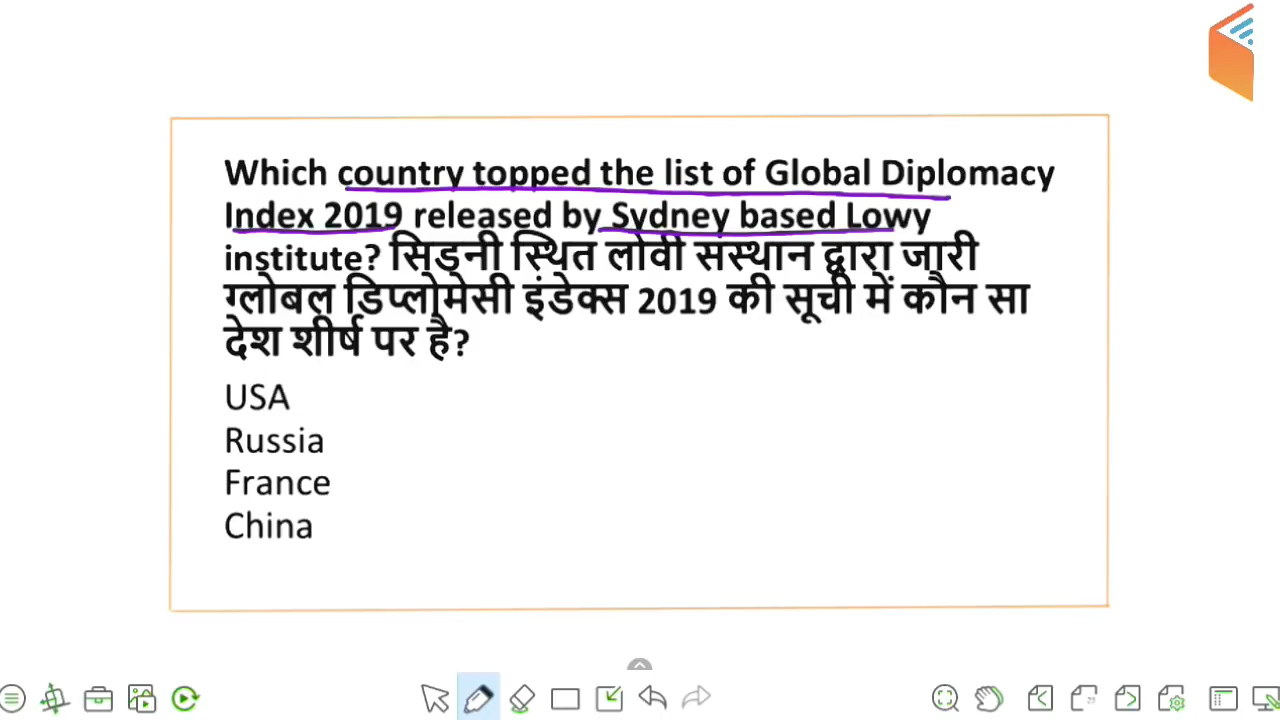 Which country topped the list of Global Diplomacy
Index 2019 released by Sydney based Lowy
institute? सिडनी स्थित लोवी संस्थान द्वारा जारी
ग्लोबल डिप्लोमेसी इंडेक्स 2019 की सूची में कौन सा
देश शीर्ष पर है?
USA
Russia
France
China